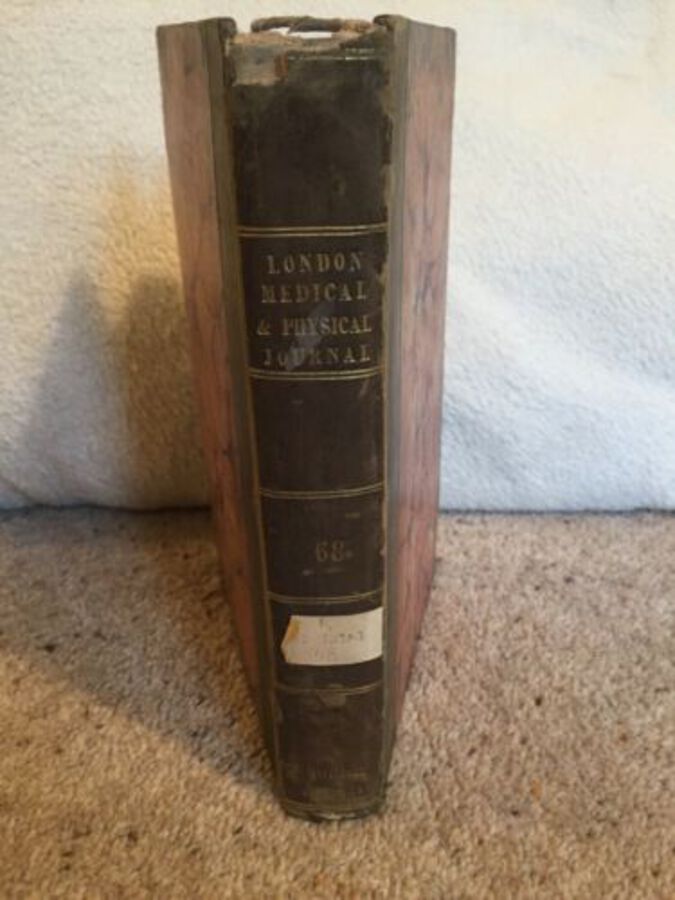 LONDON
MEDICAL
& PHYSICAL
JOURNAL
68.